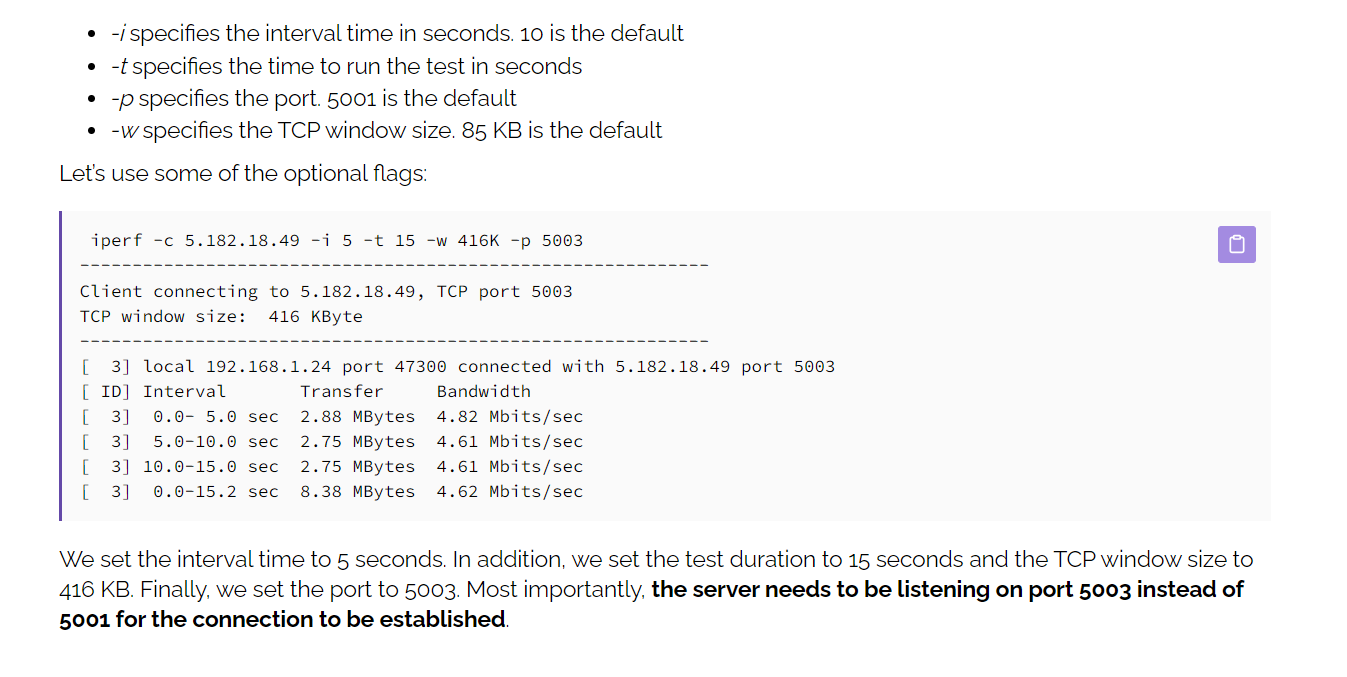 -i specifies the interval time in seconds. 10 is the default
-t specifies the time to run the test in seconds
-p specifies the port. 5001 is the default
-w specifies the TCP window size. 85 KB is the default
Let's use some of the optional flags:
iperf -c 5.182.18.49 -i 5 -t 15 -w 416K -p 5003
------------------------------------------------------------
Client connecting to 5.182.18.49, TCP port 5003
TCP window size:  416 KByte
------------------------------------------------------------
[  3] local 192.168.1.24 port 47300 connected with 5.182.18.49 port 5003
[ ID] Interval       Transfer     Bandwidth
[  3]  0.0- 5.0 sec  2.88 MBytes  4.82 Mbits/sec
[  3]  5.0-10.0 sec  2.75 MBytes  4.61 Mbits/sec
[  3] 10.0-15.0 sec  2.75 MBytes  4.61 Mbits/sec
[  3]  0.0-15.2 sec  8.38 MBytes  4.62 Mbits/sec
We set the interval time to 5 seconds. In addition, we set the test duration to 15 seconds and the TCP window size to
416 KB. Finally, we set the port to 5003. Most importantly, the server needs to be listening on port 5003 instead of
5001 for the connection to be established.